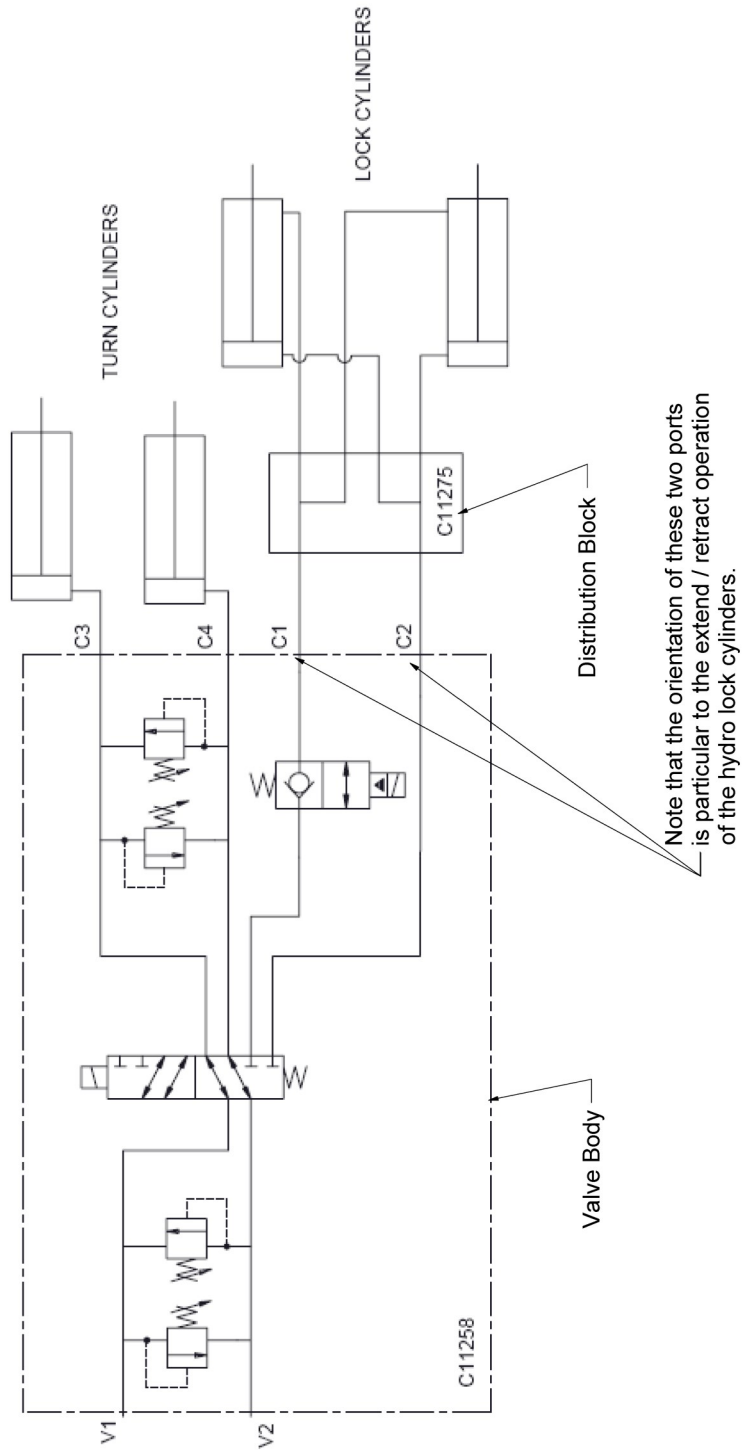 TURN CYLINDERS
LOCK CYLINDERS
C3
C4
C1
C2
C11275
V1
V2
C11258
Valve Body
Distribution Block
Note that the orientation of these two ports
is particular to the extend / retract operation
of the hydro lock cylinders.